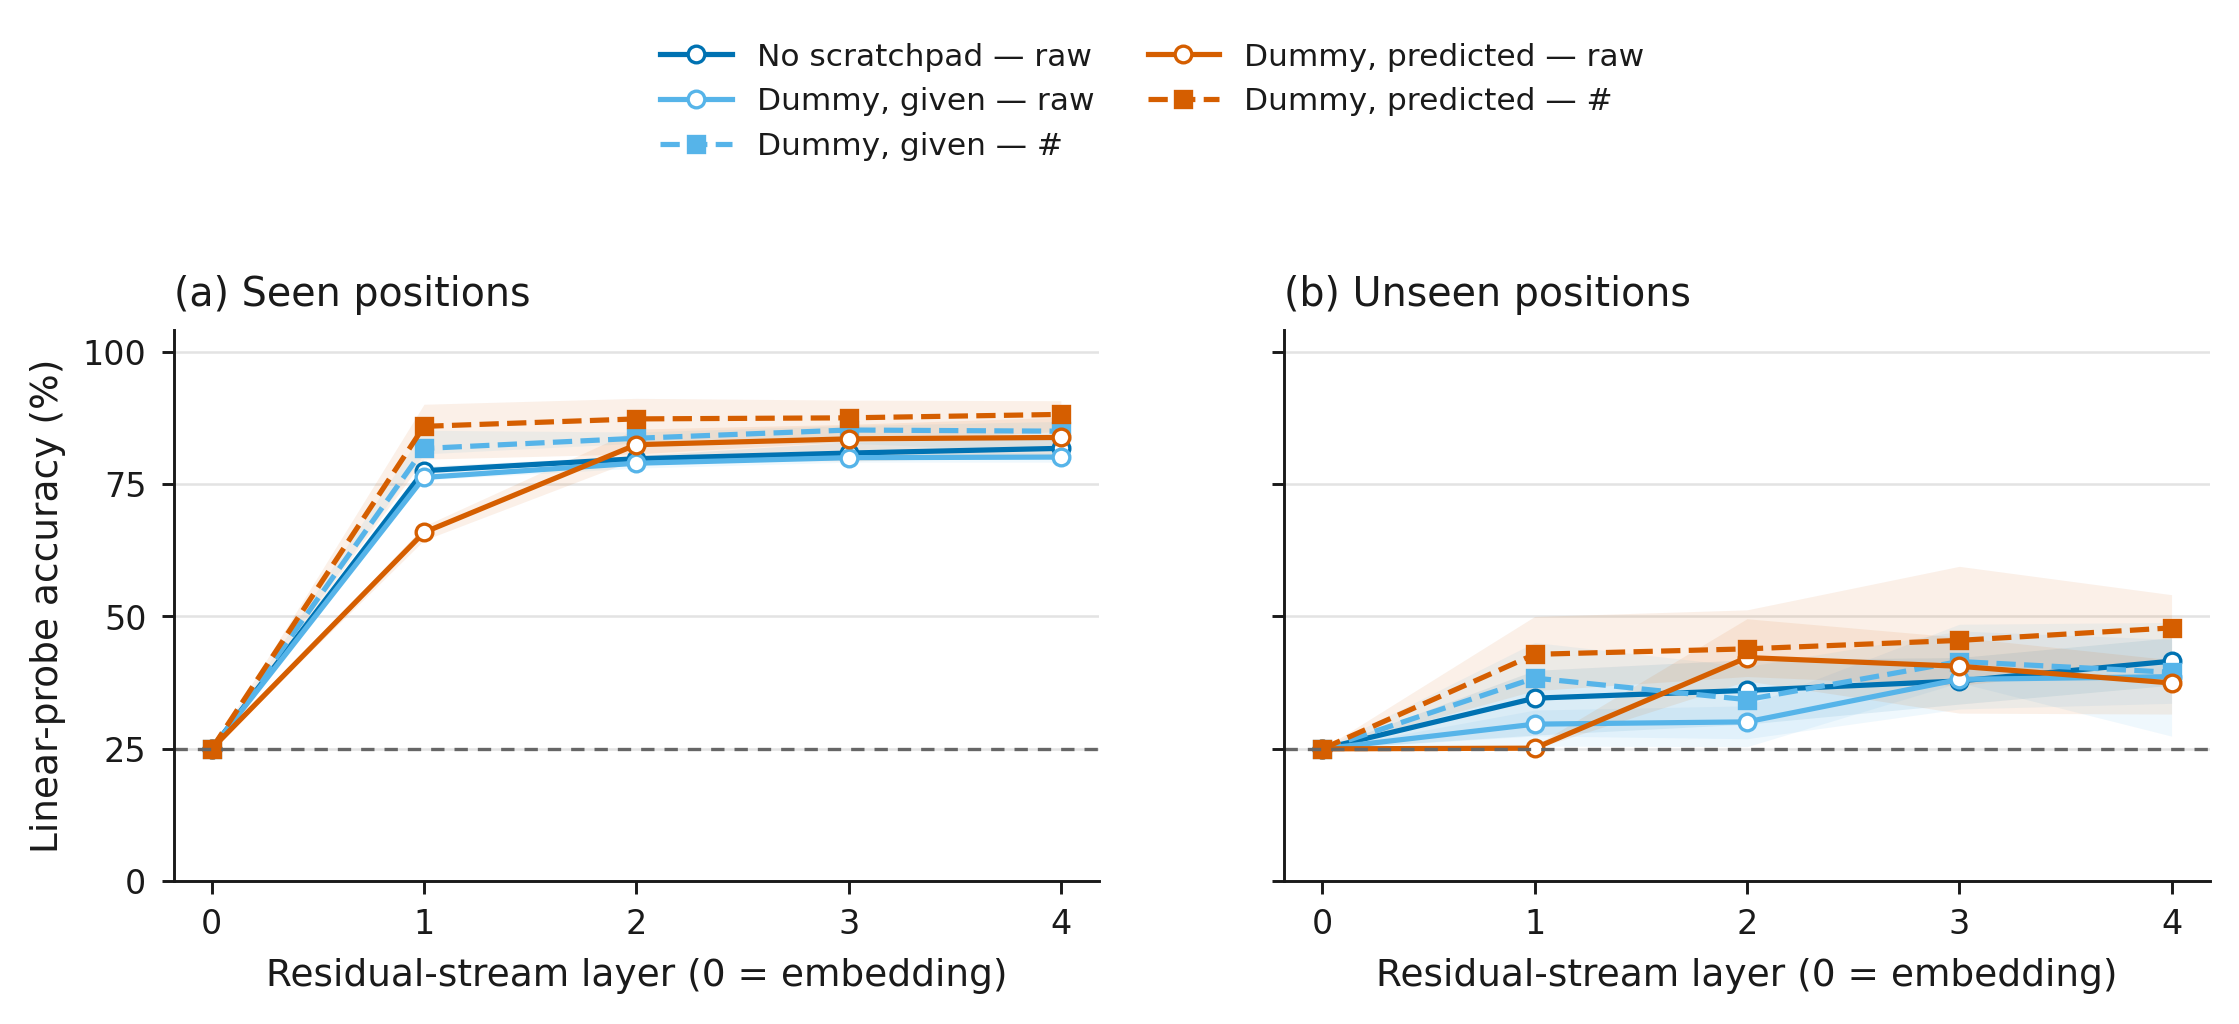 No scratchpad — raw
Dummy, given — raw
Dummy, given — #
Dummy, predicted — raw
Dummy, predicted — #
(a) Seen positions
Linear-probe accuracy (%)
100
75
50
25
0
0 1 2 3 4
Residual-stream layer (0 = embedding)
(b) Unseen positions
0 1 2 3 4
Residual-stream layer (0 = embedding)